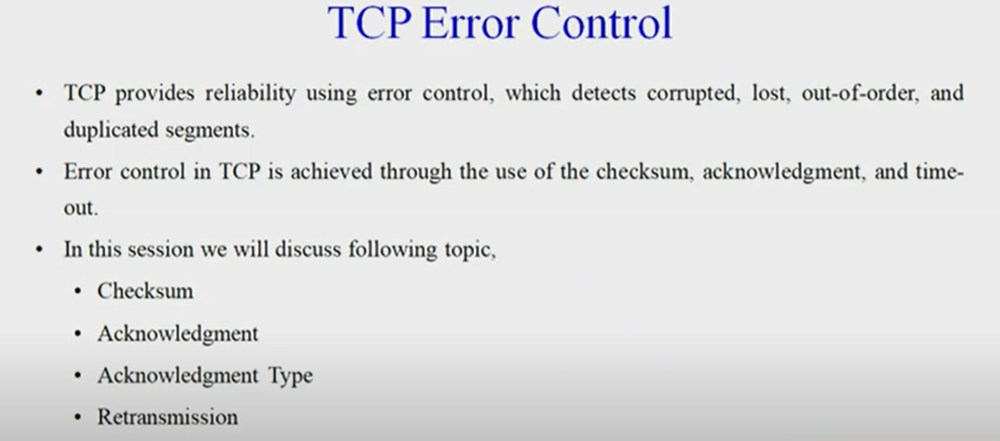 TCP Error Control
• TCP provides reliability using error control, which detects corrupted, lost, out-of-order, and
duplicated segments.
• Error control in TCP is achieved through the use of the checksum, acknowledgment, and time-
out.
• In this session we will discuss following topic,
• Checksum
• Acknowledgment
• Acknowledgment Type
• Retransmission